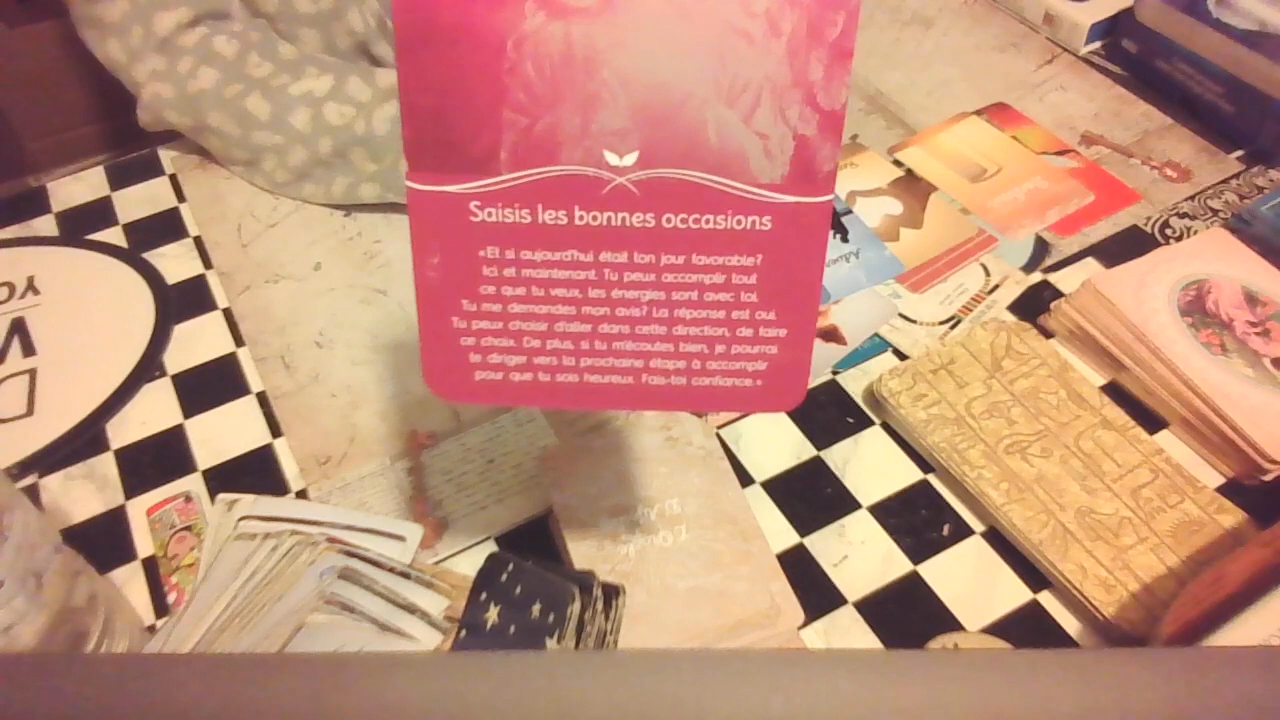 Saisis les bonnes occasions
«Et si aujourd'hui était ton jour favorable?
Ici et maintenant. Tu peux accomplir tout
ce que tu veux, les énergies sont avec toi.
Tu me demandes mon avis? La réponse est oui.
Tu peux choisir d'aller dans cette direction, de faire
ce choix. De plus, si tu m'écoutes bien, je pourrai
te diriger vers la prochaine étape à accomplir
pour que tu sois heureux. Fais-toi confiance.»